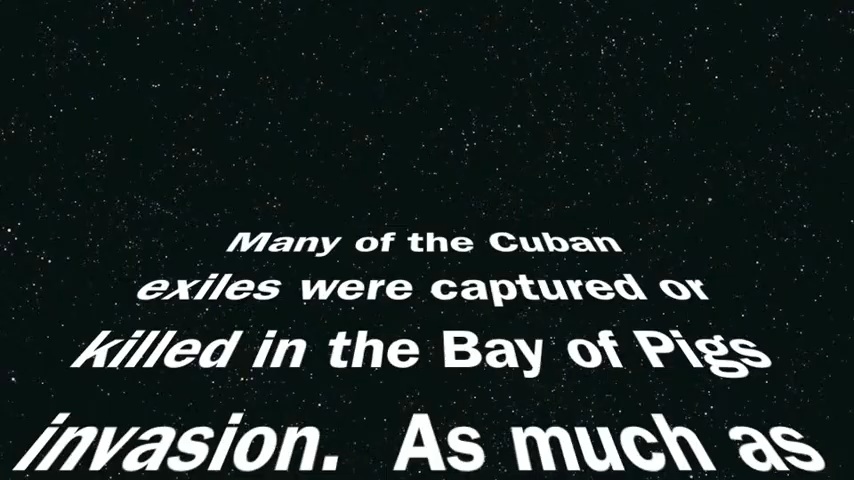 Many of the Cuban
exiles were captured or
killed in the Bay of Pigs
invasion.  As much as